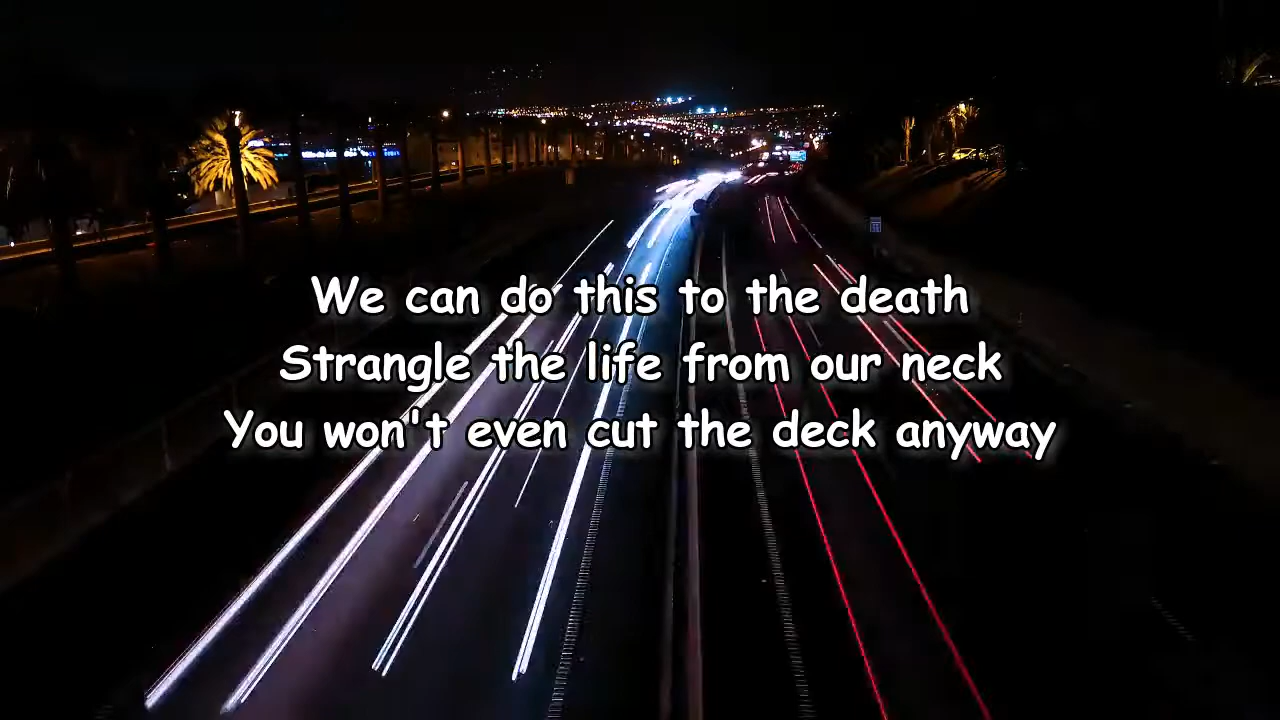 We can do this to the death
Strangle the life from our neck
You won't even cut the deck anyway